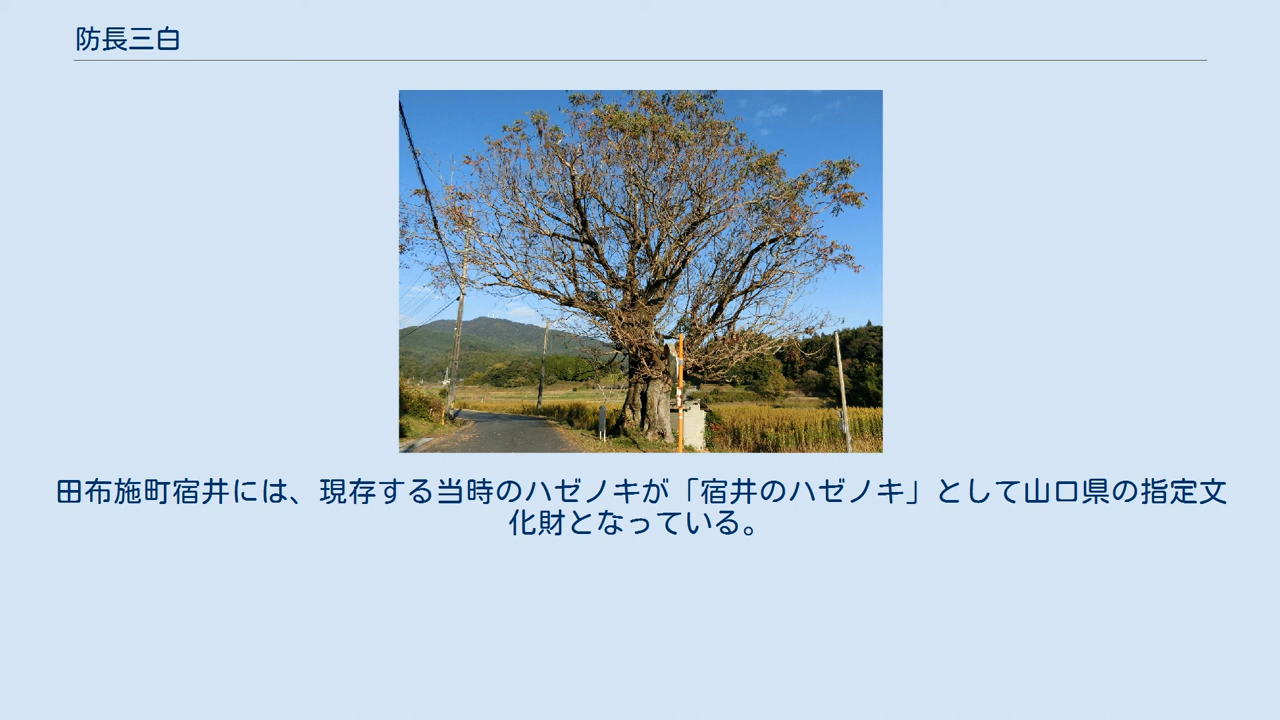 防長三白
田布施町宿井には、現存する当時のハゼノキが「宿井のハゼノキ」として山口県の指定文
化財となっている。